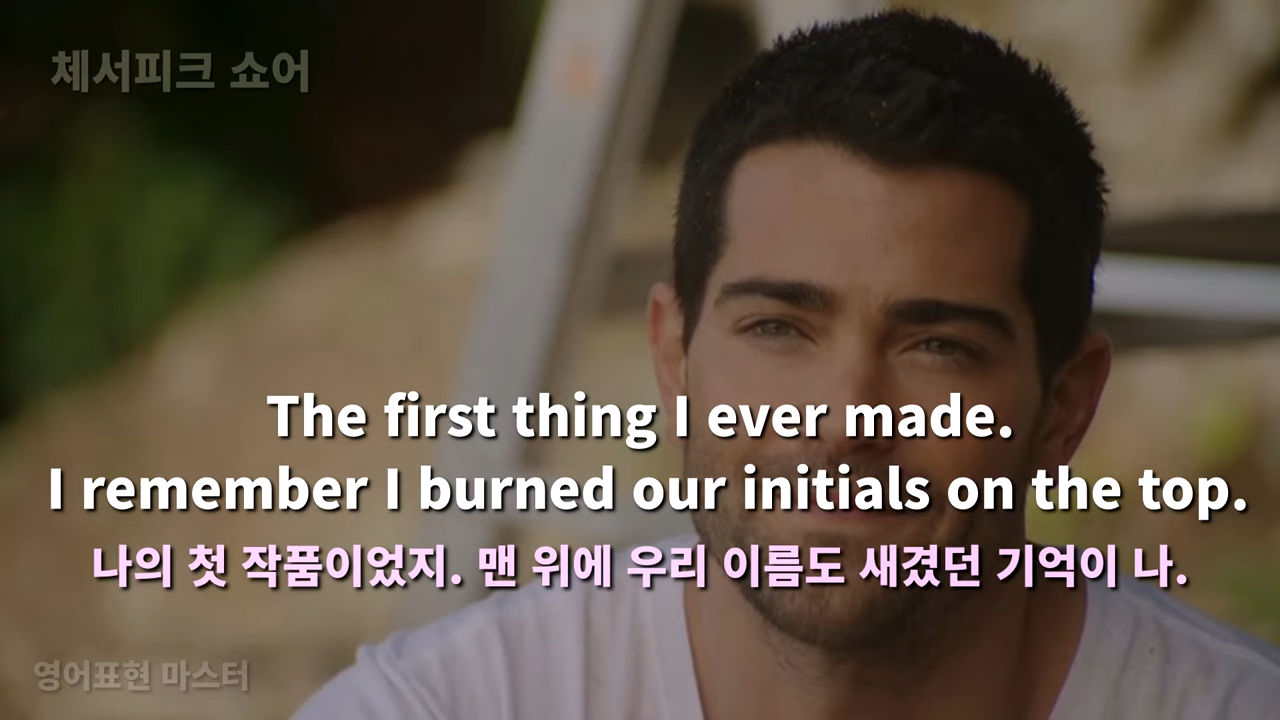 체서피크 쇼어
The first thing I ever made.
I remember I burned our initials on the top.
나의 첫 작품이었지. 맨 위에 우리 이름도 새겼던 기억이 나.
영어표현 마스터